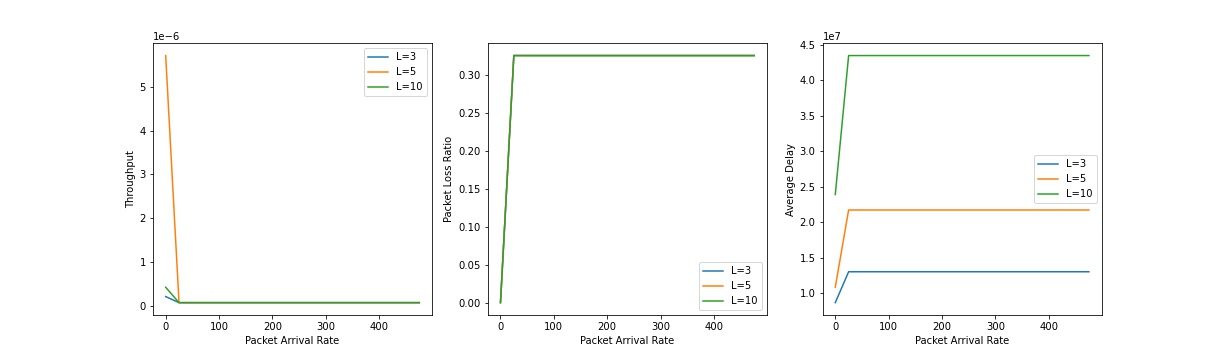 1e−6
Throughput
5
4
3
2
1
0
0 100 200 300 400
Packet Arrival Rate
L=3
L=5
L=10
Packet Loss Ratio
0.30
0.25
0.20
0.15
0.10
0.05
0.00
0 100 200 300 400
Packet Arrival Rate
L=3
L=5
L=10
1e7
Average Delay
4.5
4.0
3.5
3.0
2.5
2.0
1.5
1.0
0 100 200 300 400
Packet Arrival Rate
L=3
L=5
L=10